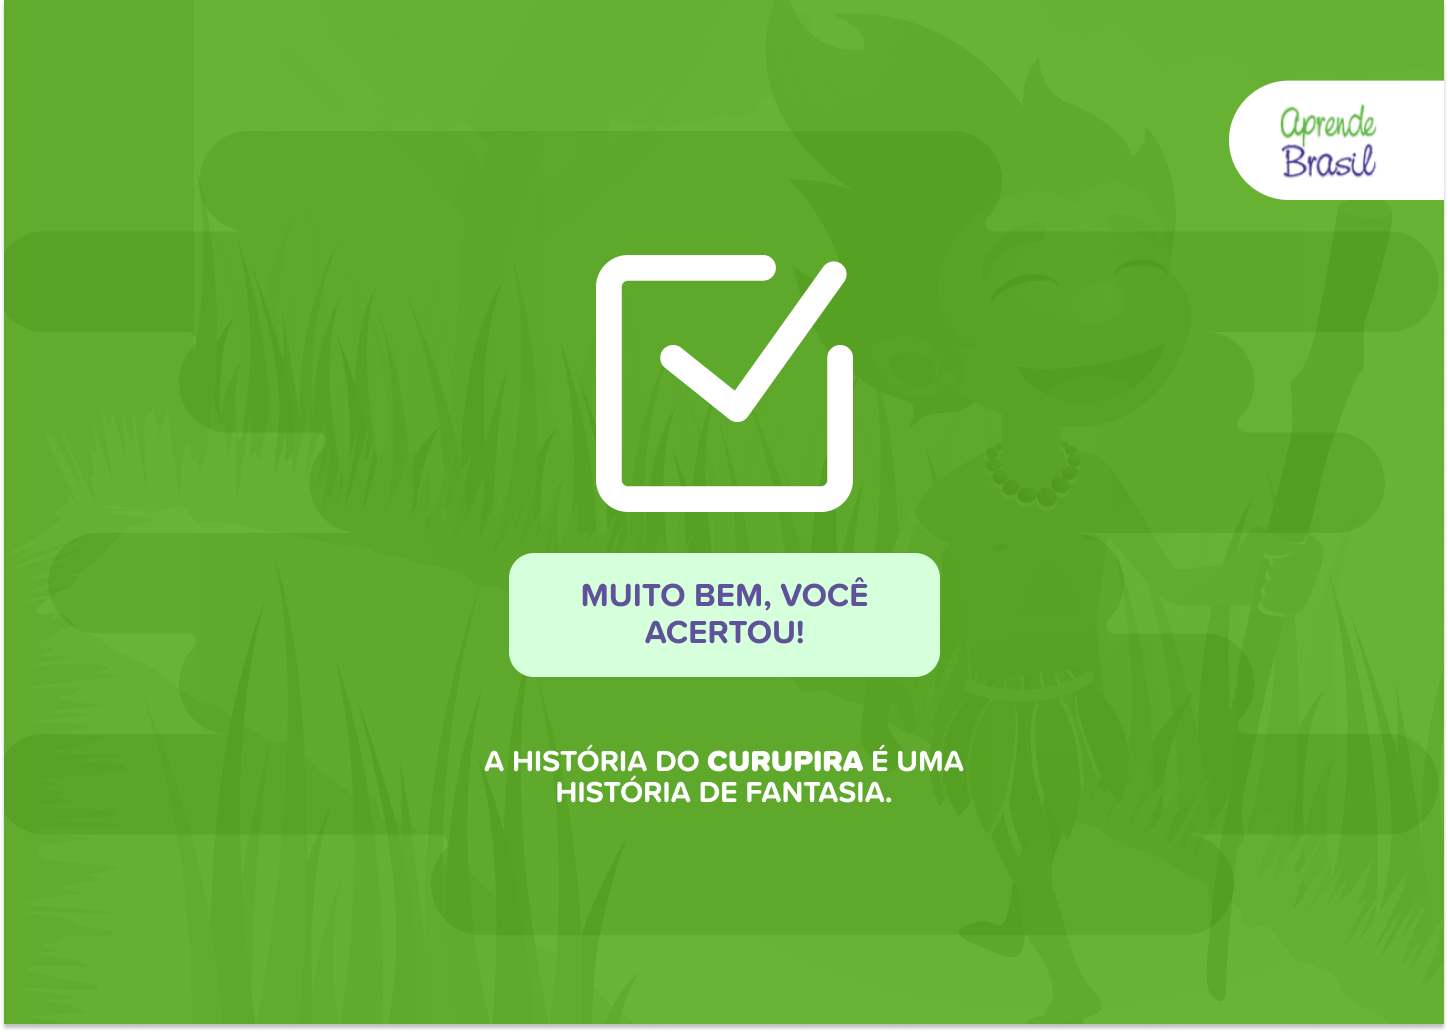 aprende
Brasil
MUITO BEM, VOCÊ
ACERTOU!
A HISTÓRIA DO CURUPIRA É UMA
HISTÓRIA DE FANTASIA.